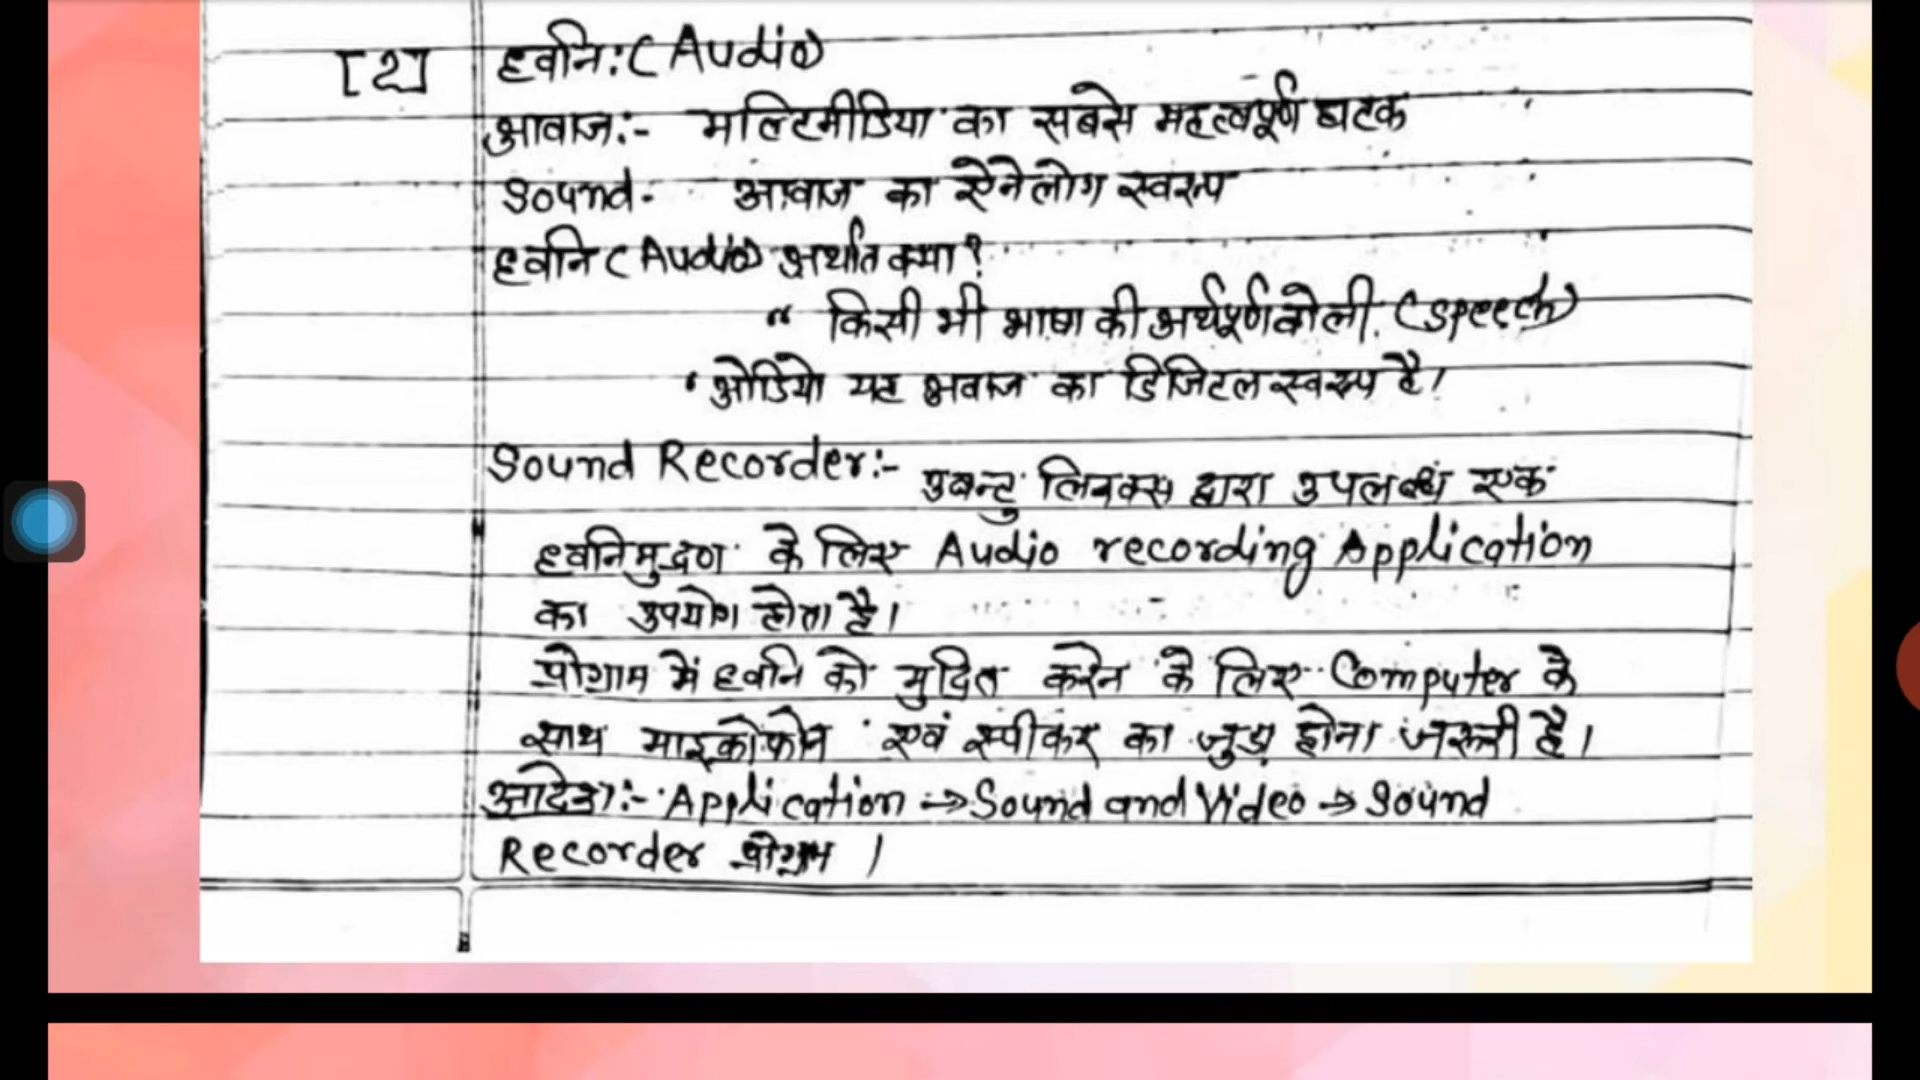 [2] ध्वनि:(Audio)
आवाज:- मल्टिमीडिया का सबसे महत्वपूर्ण घटक
Sound- आवाज का ऐनेलोग स्वरुप
ध्वनि(Audio) अर्थात क्या?
" किसी भी भाषा की अर्थपूर्ण बोली. (Speech)
' ओडियो यह अवाज का डिजिटल स्वरुप है।
Sound Recorder:- उबन्टु लिनक्स द्वारा उपलब्ध एक
ध्वनिमुद्रण के लिए Audio recording Application
का उपयोग होता है।
प्रोग्राम में ध्वनि को मुद्रित करने के लिए Computer के
साथ माइक्रोफोन एवं स्पीकर का जुड़ा होना जरुरी है।
आदेश:- Application → Sound and Video → Sound
Recorder प्रोग्राम ।